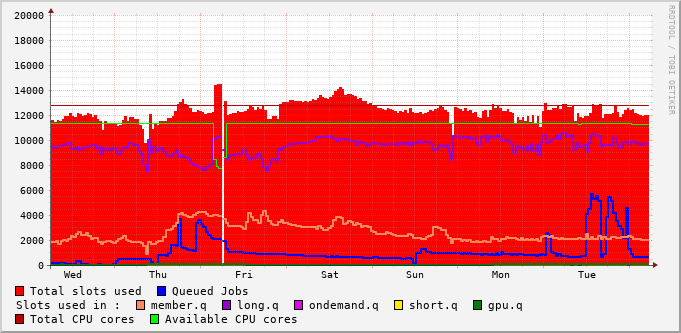 20000
18000
16000
14000
12000
10000
8000
6000
4000
2000
0
Wed Thu Fri Sat Sun Mon Tue
RRDTOOL / TOBI OETIKER
Total slots used Queued Jobs
Slots used in : member.q long.q ondemand.q short.q gpu.q
Total CPU cores Available CPU cores